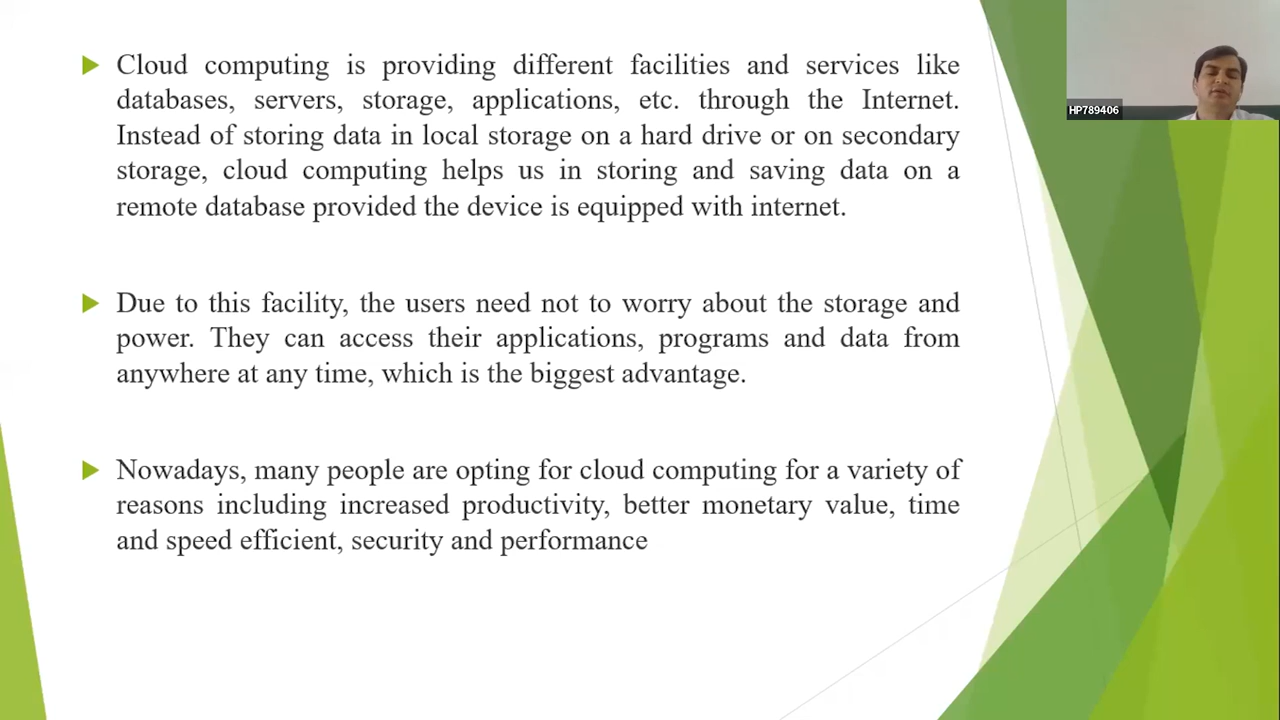 Cloud computing is providing different facilities and services like
databases, servers, storage, applications, etc. through the Internet.
Instead of storing data in local storage on a hard drive or on secondary
storage, cloud computing helps us in storing and saving data on a
remote database provided the device is equipped with internet.
Due to this facility, the users need not to worry about the storage and
power. They can access their applications, programs and data from
anywhere at any time, which is the biggest advantage.
Nowadays, many people are opting for cloud computing for a variety of
reasons including increased productivity, better monetary value, time
and speed efficient, security and performance
HP789406